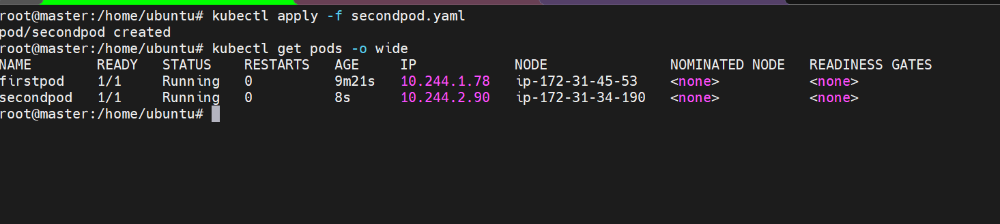 root@master:/home/ubuntu# kubectl apply -f secondpod.yaml
pod/secondpod created
root@master:/home/ubuntu# kubectl get pods -o wide
NAME READY STATUS RESTARTS AGE IP NODE NOMINATED NODE READINESS GATES
firstpod 1/1 Running 0 9m21s 10.244.1.78 ip-172-31-45-53 <none> <none>
secondpod 1/1 Running 0 8s 10.244.2.90 ip-172-31-34-190 <none> <none>
root@master:/home/ubuntu#